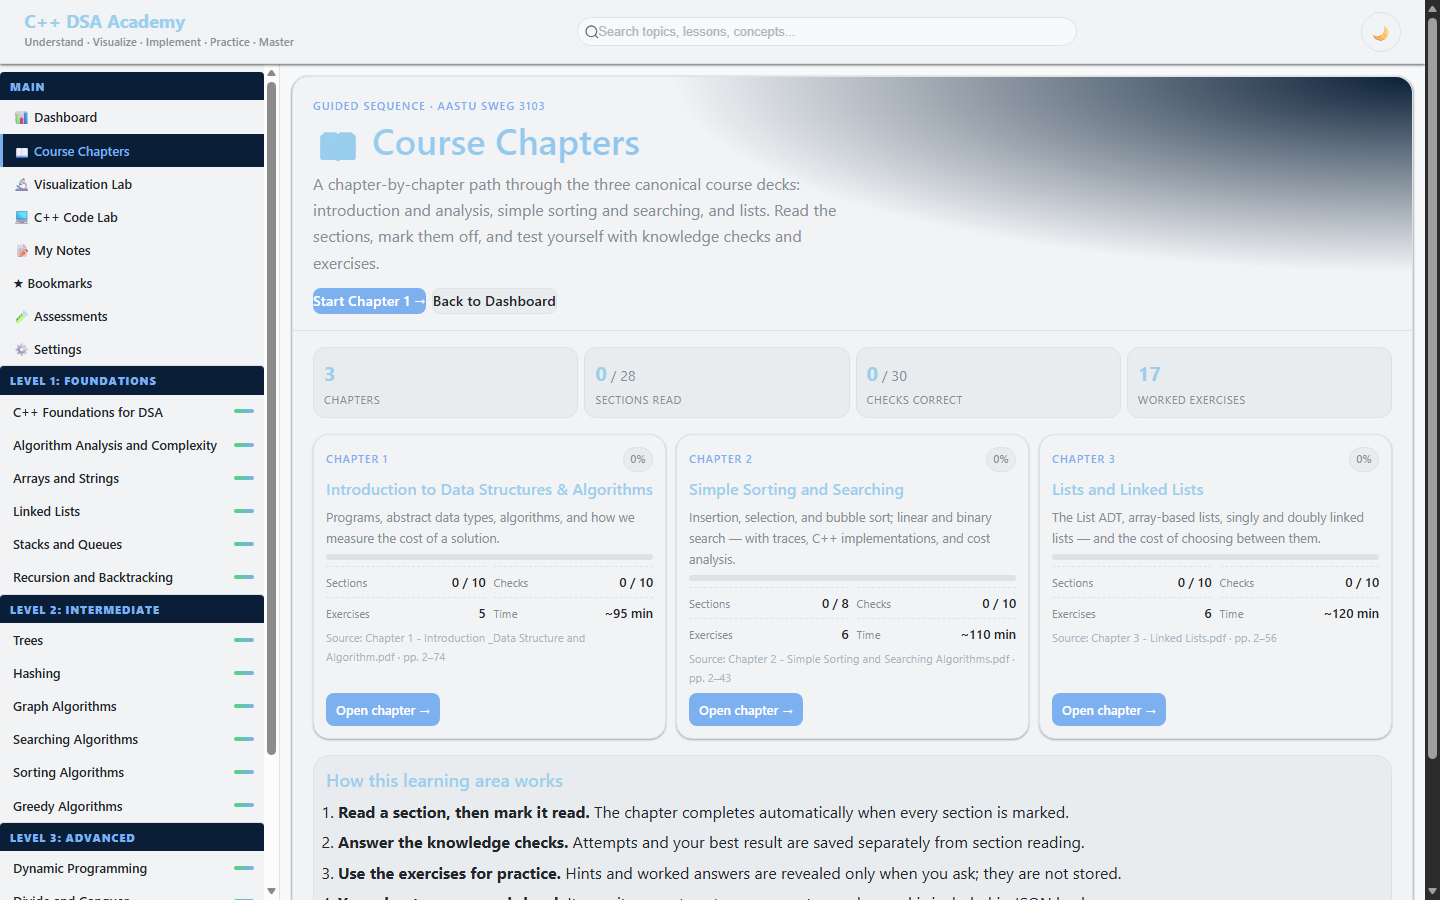 C++ DSA Academy
Understand · Visualize · Implement · Practice · Master
Search topics, lessons, concepts...
MAIN
Dashboard
Course Chapters
Visualization Lab
C++ Code Lab
My Notes
★ Bookmarks
Assessments
Settings
LEVEL 1: FOUNDATIONS
C++ Foundations for DSA
Algorithm Analysis and Complexity
Arrays and Strings
Linked Lists
Stacks and Queues
Recursion and Backtracking
LEVEL 2: INTERMEDIATE
Trees
Hashing
Graph Algorithms
Searching Algorithms
Sorting Algorithms
Greedy Algorithms
LEVEL 3: ADVANCED
Dynamic Programming
Divide and Conquer
GUIDED SEQUENCE · AASTU SWEG 3103
Course Chapters
A chapter-by-chapter path through the three canonical course decks:
introduction and analysis, simple sorting and searching, and lists. Read the
sections, mark them off, and test yourself with knowledge checks and
exercises.
Start Chapter 1 →
Back to Dashboard
3
CHAPTERS
0 / 28
SECTIONS READ
0 / 30
CHECKS CORRECT
17
WORKED EXERCISES
CHAPTER 1
0%
Introduction to Data Structures & Algorithms
Programs, abstract data types, algorithms, and how we
measure the cost of a solution.
Sections 0 / 10 Checks 0 / 10
Exercises 5 Time ~95 min
Source: Chapter 1 - Introduction _Data Structure and
Algorithm.pdf · pp. 2–74
Open chapter →
CHAPTER 2
0%
Simple Sorting and Searching
Insertion, selection, and bubble sort; linear and binary
search — with traces, C++ implementations, and cost
analysis.
Sections 0 / 8 Checks 0 / 10
Exercises 6 Time ~110 min
Source: Chapter 2 - Simple Sorting and Searching Algorithms.pdf ·
pp. 2–43
Open chapter →
CHAPTER 3
0%
Lists and Linked Lists
The List ADT, array-based lists, singly and doubly linked
lists — and the cost of choosing between them.
Sections 0 / 10 Checks 0 / 10
Exercises 6 Time ~120 min
Source: Chapter 3 - Linked Lists.pdf · pp. 2–56
Open chapter →
How this learning area works
1. Read a section, then mark it read. The chapter completes automatically when every section is marked.
2. Answer the knowledge checks. Attempts and your best result are saved separately from section reading.
3. Use the exercises for practice. Hints and worked answers are revealed only when you ask; they are not stored.